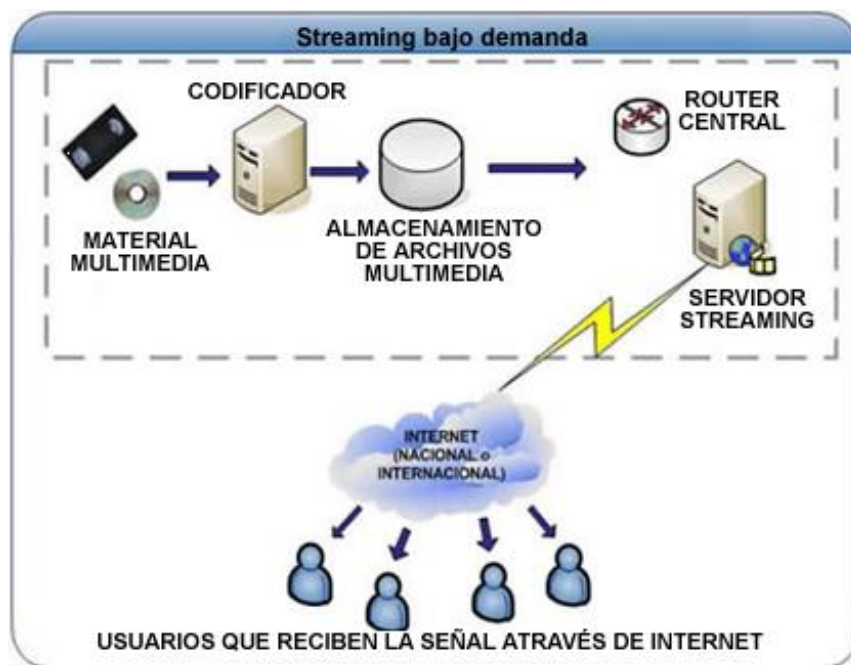 Streaming bajo demanda
CODIFICADOR
ROUTER
CENTRAL
MATERIAL
MULTIMEDIA
ALMACENAMIENTO
DE ARCHIVOS
MULTIMEDIA
SERVIDOR
STREAMING
INTERNET
(NACIONAL o
INTERNACIONAL)
USUARIOS QUE RECIBEN LA SEÑAL ATRAVÉS DE INTERNET